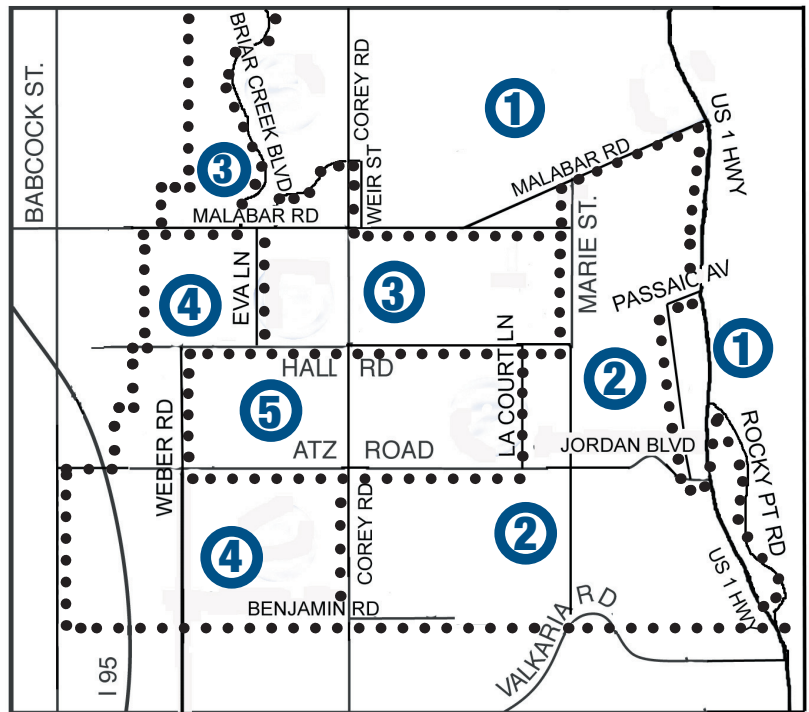 BABCOCK ST.
BRIAR CREEK BLVD
COREY RD
1
US 1 HWY
3
WEIR ST
MALABAR RD
MALABAR RD
4
EVA LN
3
MARIE ST.
PASSAIC AV
1
HALL RD
LA COURT LN
2
5
WEBER RD
ATZ ROAD
JORDAN BLVD
ROCKY PT RD
4
COREY RD
2
US 1 HWY
BENJAMIN RD
VALKARIA RD
I 95